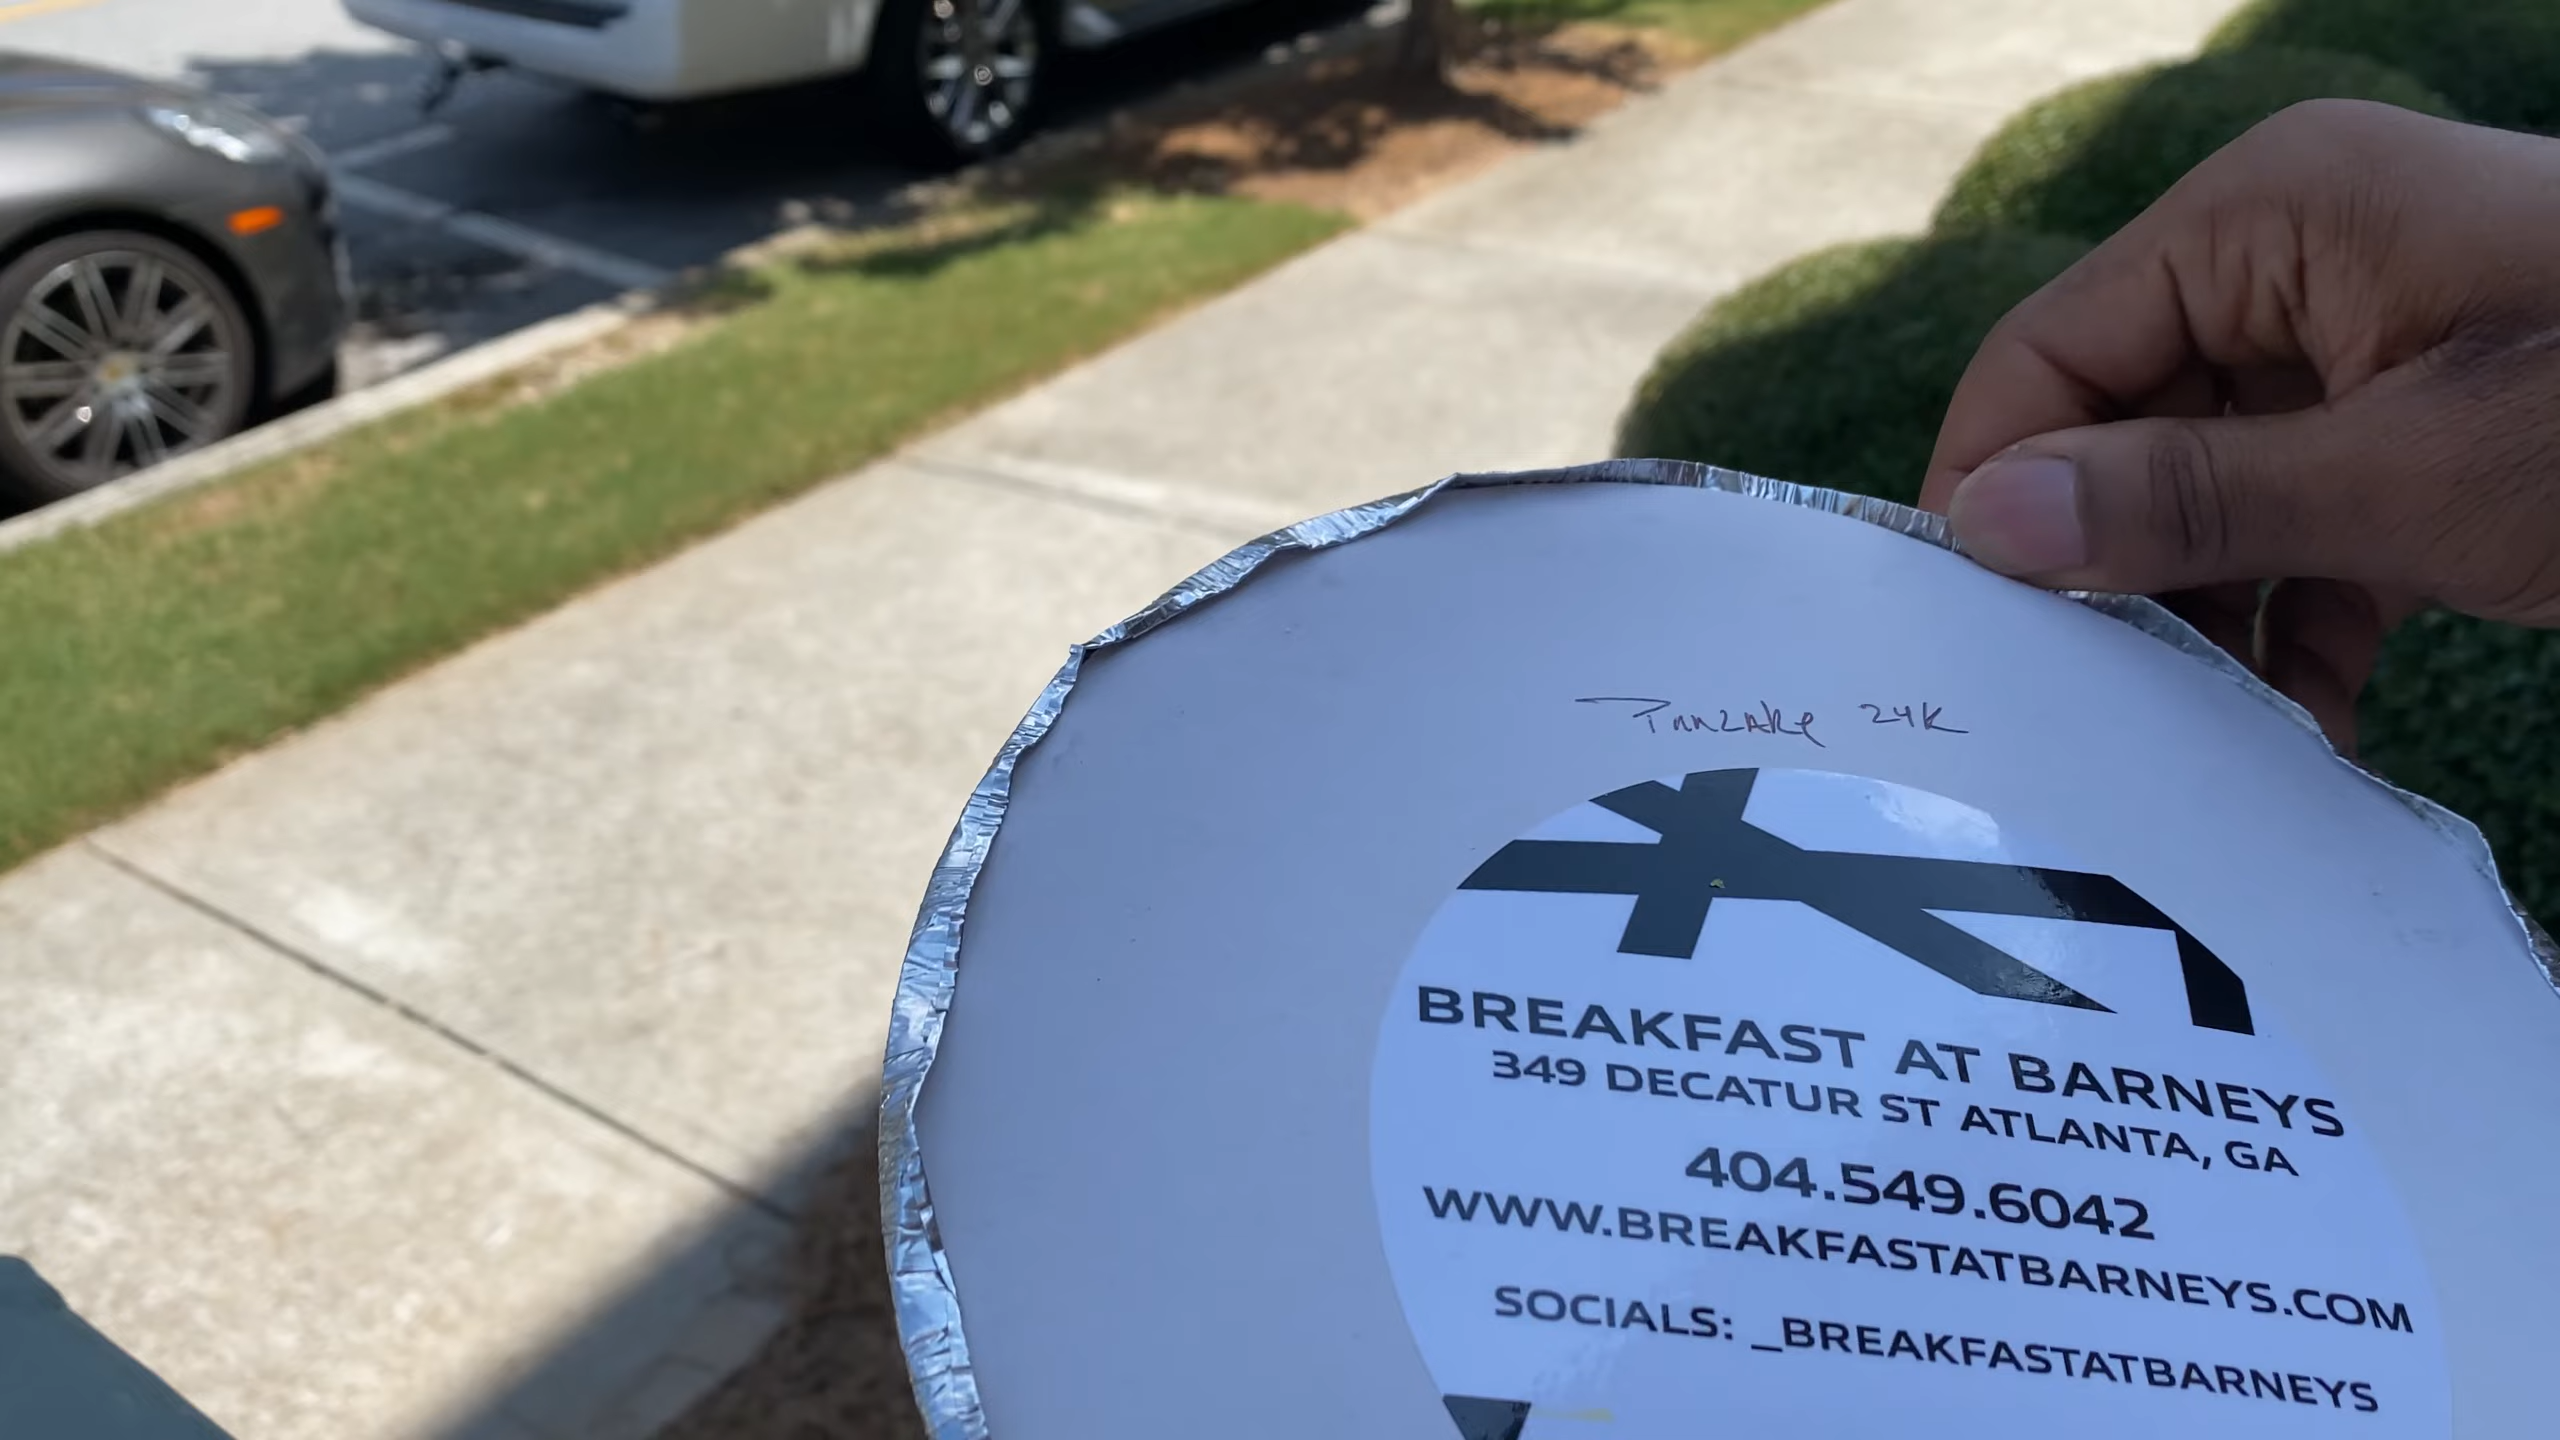 Pancake 24K
BREAKFAST AT BARNEYS
349 DECATUR ST ATLANTA, GA
404.549.6042
WWW.BREAKFASTATBARNEYS.COM
SOCIALS: _BREAKFASTATBARNEYS